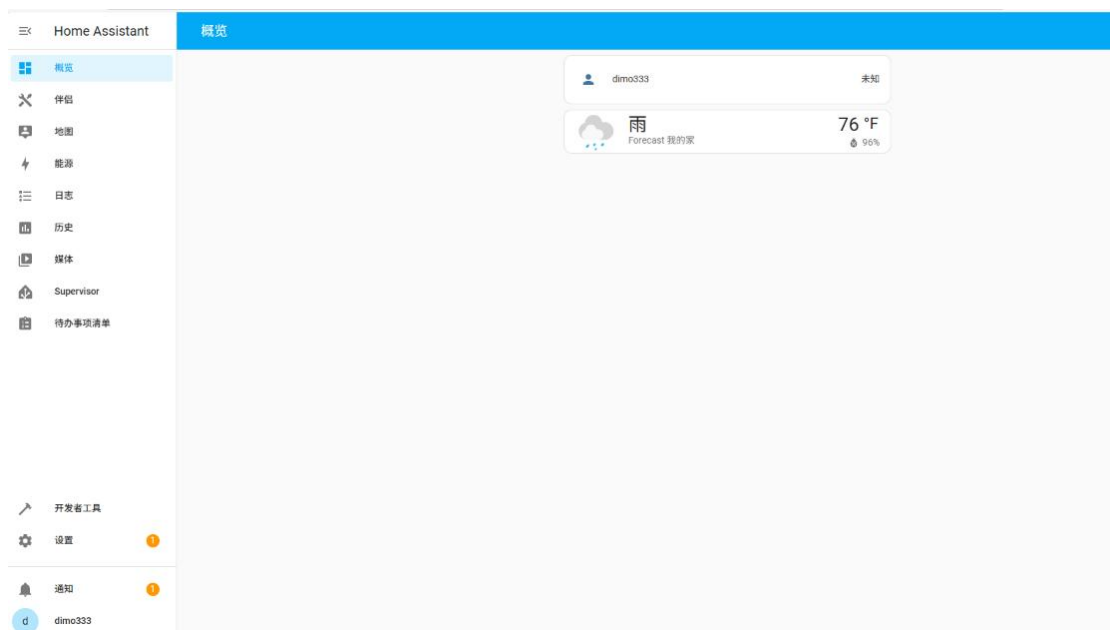 Home Assistant
概览
概览
伴侣
地图
能源
日志
历史
媒体
Supervisor
待办事项清单
开发者工具
设置
1
通知
1
d
dimo333
dimo333
未知
雨
76 °F
Forecast 我的家
96%